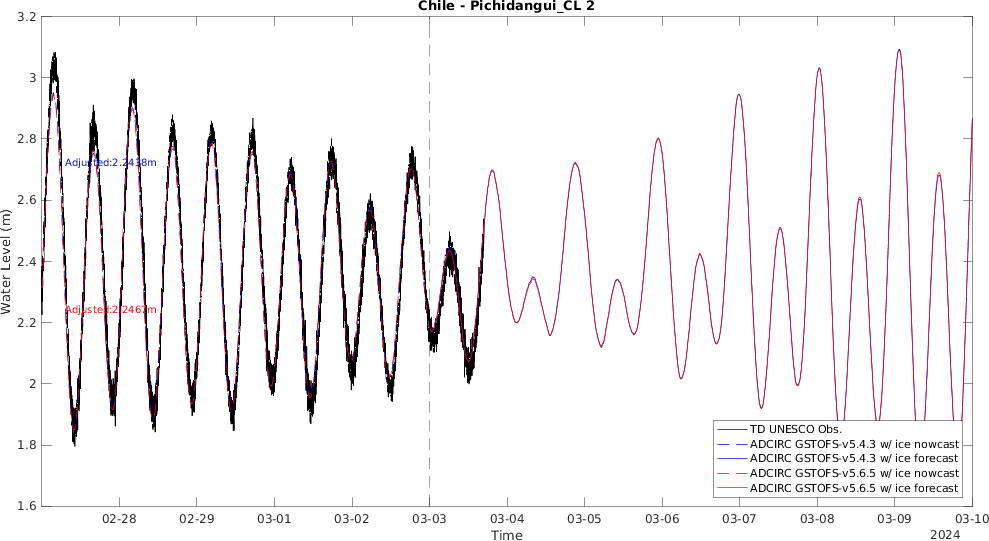 Chile - Pichidangui_CL 2
Water Level (m)
3.2
3
2.8
2.6
2.4
2.2
2
1.8
1.6
Adjusted:2.2418m
Adjusted:2.2467m
TD UNESCO Obs.
ADCIRC GSTOFS-v5.4.3 w/ ice nowcast
ADCIRC GSTOFS-v5.4.3 w/ ice forecast
ADCIRC GSTOFS-v5.6.5 w/ ice nowcast
ADCIRC GSTOFS-v5.6.5 w/ ice forecast
02-28 02-29 03-01 03-02 03-03 03-04 03-05 03-06 03-07 03-08 03-09 03-10
Time
2024